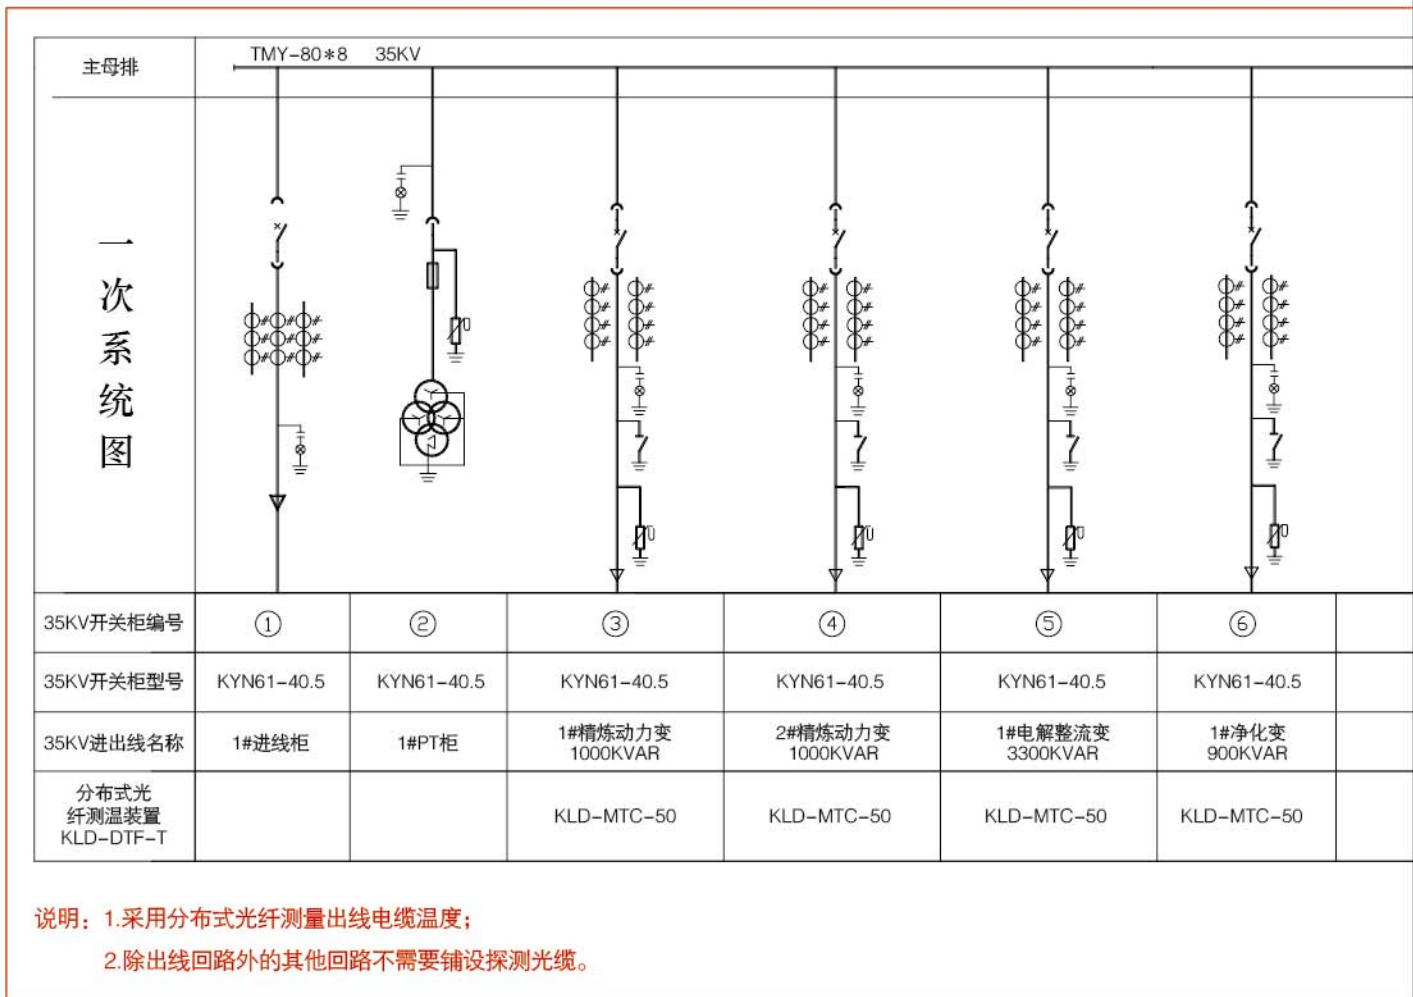 主母排
TMY-80*8 35KV
一次系统图
35KV开关柜编号 ① ② ③ ④ ⑤ ⑥
35KV开关柜型号 KYN61-40.5 KYN61-40.5 KYN61-40.5 KYN61-40.5 KYN61-40.5 KYN61-40.5
35KV进出线名称 1#进线柜 1#PT柜
1#精炼动力变
1000KVAR
2#精炼动力变
1000KVAR
1#电解整流变
3300KVAR
1#净化变
900KVAR
分布式光
纤测温装置
KLD-DTF-T
KLD-MTC-50 KLD-MTC-50 KLD-MTC-50 KLD-MTC-50
说明：1.采用分布式光纤测量出线电缆温度；
2.除出线回路外的其他回路不需要铺设探测光缆。